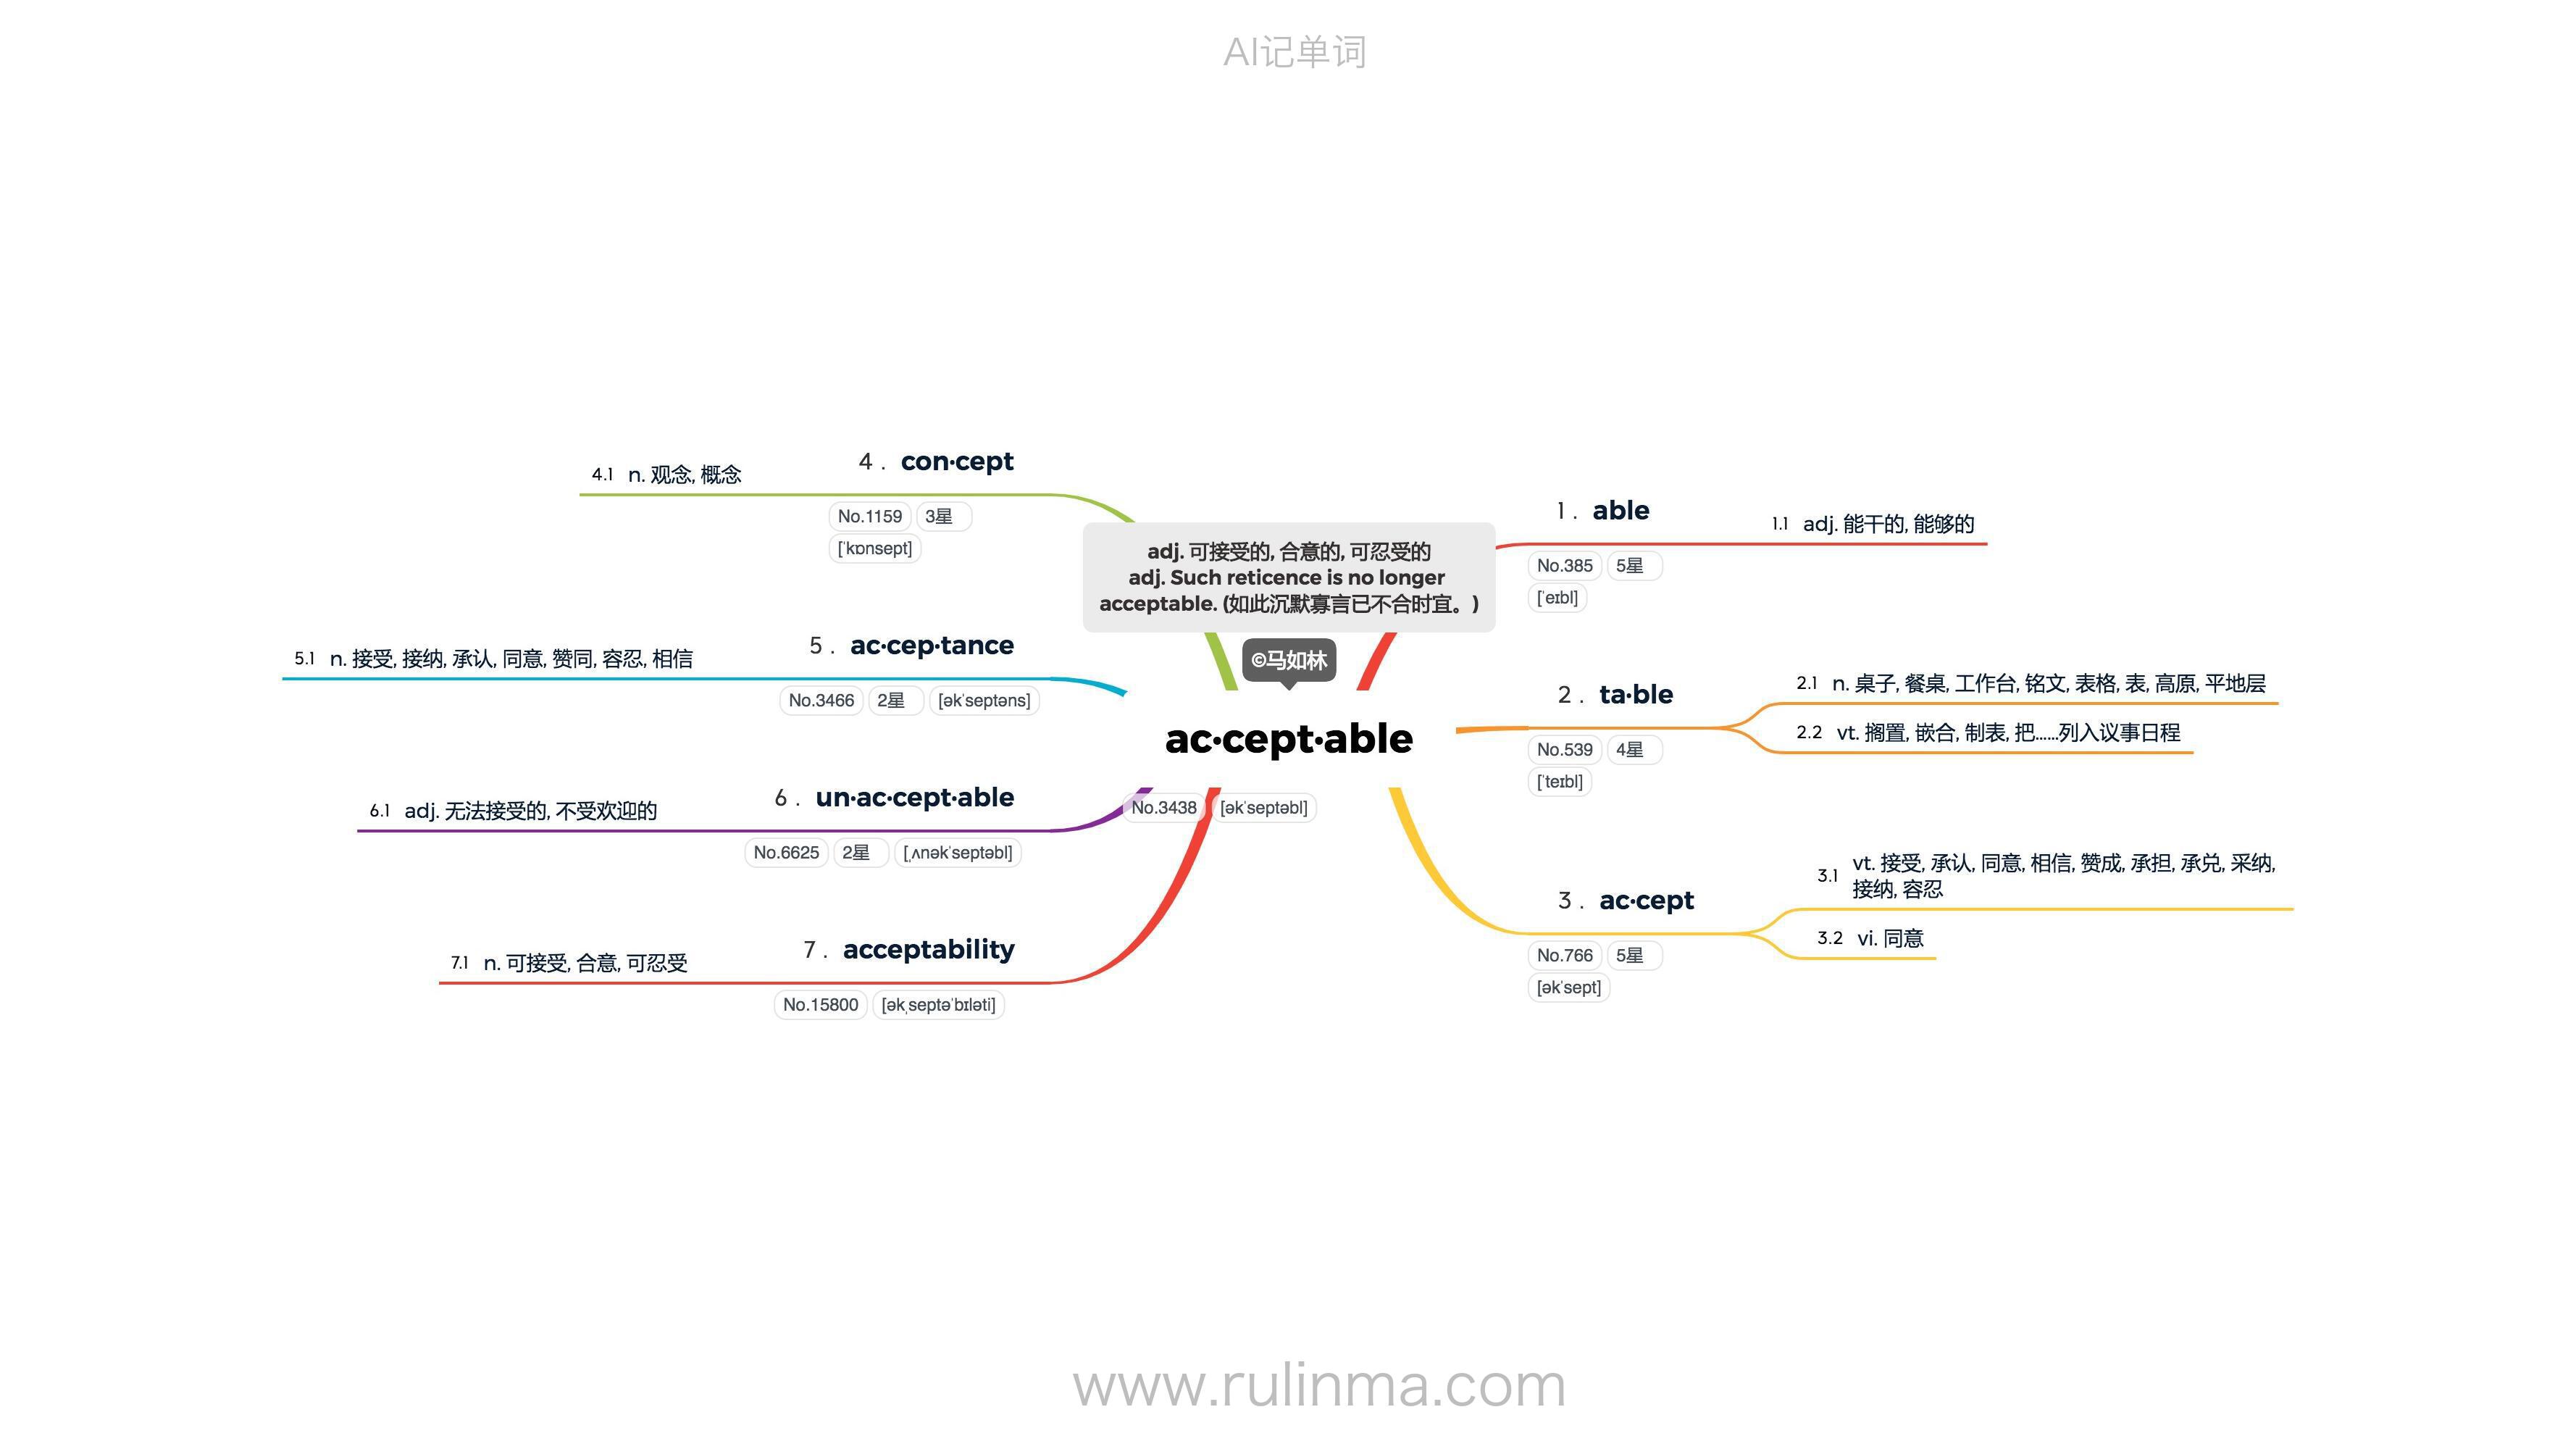 AI记单词
adj. 可接受的, 合意的, 可忍受的
adj. Such reticence is no longer
acceptable. (如此沉默寡言已不合时宜。)
©马如林
ac·cept·able
No.3438 [əkˈseptəbl]
1 . able
No.385 5星
[ˈeɪbl]
1.1 adj. 能干的, 能够的
2 . ta·ble
No.539 4星
[ˈteɪbl]
2.1 n. 桌子, 餐桌, 工作台, 铭文, 表格, 表, 高原, 平地层
2.2 vt. 搁置, 嵌合, 制表, 把……列入议事日程
3 . ac·cept
No.766 5星
[əkˈsept]
3.1 vt. 接受, 承认, 同意, 相信, 赞成, 承担, 承兑, 采纳,
接纳, 容忍
3.2 vi. 同意
4 . con·cept
No.1159 3星
[ˈkɒnsept]
4.1 n. 观念, 概念
5 . ac·cep·tance
No.3466 2星 [əkˈseptəns]
5.1 n. 接受, 接纳, 承认, 同意, 赞同, 容忍, 相信
6 . un·ac·cept·able
No.6625 2星 [ˌʌnəkˈseptəbl]
6.1 adj. 无法接受的, 不受欢迎的
7 . acceptability
No.15800 [əkˌseptəˈbɪləti]
7.1 n. 可接受, 合意, 可忍受
www.rulinma.com